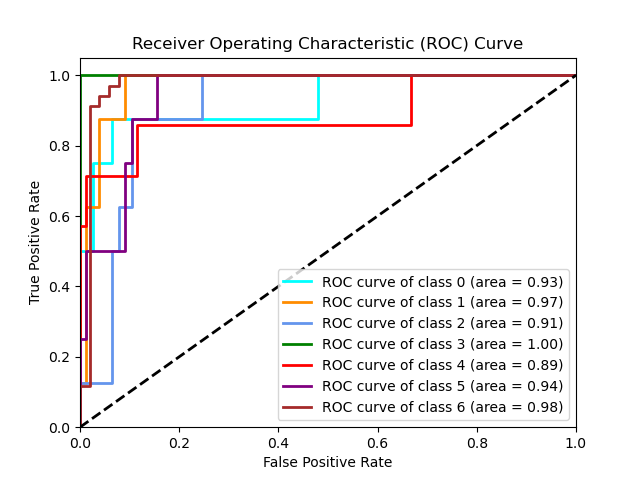 Receiver Operating Characteristic (ROC) Curve
True Positive Rate
1.0
0.8
0.6
0.4
0.2
0.0
ROC curve of class 0 (area = 0.93)
ROC curve of class 1 (area = 0.97)
ROC curve of class 2 (area = 0.91)
ROC curve of class 3 (area = 1.00)
ROC curve of class 4 (area = 0.89)
ROC curve of class 5 (area = 0.94)
ROC curve of class 6 (area = 0.98)
0.0 0.2 0.4 0.6 0.8 1.0
False Positive Rate